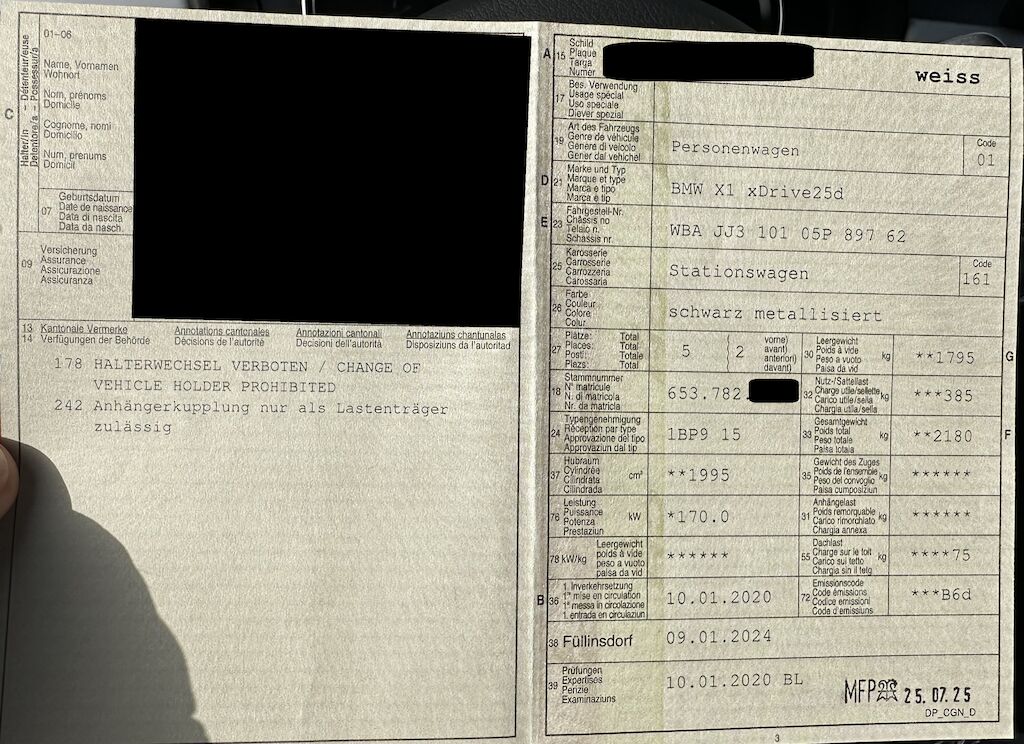 C
Halter/in – Détenteur/euse
Detentore/a – Possessur/a
01–06
Name, Vornamen
Wohnort
Nom, prénoms
Domicile
Cognome, nomi
Domicilio
Num, prenums
Domicil
07
Geburtsdatum
Date de naissance
Data di nascita
Data da nasch.
09
Versicherung
Assurance
Assicurazione
Assicuranza
13 Kantonale Vermerke Annotations cantonales Annotazioni cantonali Annotaziuns chantunalas
14 Verfügungen der Behörde Décisions de l'autorité Decisioni dell'autorità Disposiziuns da l'autoritad
178 HALTERWECHSEL VERBOTEN / CHANGE OF
VEHICLE HOLDER PROHIBITED
242 Anhängerkupplung nur als Lastenträger
zulässig
A
15
Schild
Plaque
Targa
Numer
weiss
17
Bes. Verwendung
Usage spécial
Uso speciale
Diever spezial
19
Art des Fahrzeugs
Genre de véhicule
Genere di veicolo
Gener dal vehichel
Personenwagen
Code
01
D
21
Marke und Typ
Marque et type
Marca e tipo
Marca e tip
BMW X1 xDrive25d
E
23
Fahrgestell-Nr.
Châssis no
Telaio n.
Schassis nr.
WBA JJ3 101 05P 897 62
25
Karosserie
Carrosserie
Carrozzeria
Carossaria
Stationswagen
Code
161
26
Farbe
Couleur
Colore
Colur
schwarz metallisiert
27
Plätze: Total
Places: Total
Posti: Totale
Plazs: Total
5
2
vorne)
avant)
anteriori)
davant)
30
Leergewicht
Poids à vide
Peso a vuoto
Paisa da vid
kg
**1795
G
18
Stammnummer
N° matricule
N. di matricola
Nr. da matricla
653.782.
32
Nutz-/Sattellast
Charge utile/sellette
Carico utile/sella
Chargia utila/sella
kg
***385
24
Typengenehmigung
Réception par type
Approvazione del tipo
Approvaziun dal tip
1BP9 15
33
Gesamtgewicht
Poids total
Peso totale
Paisa totala
kg
**2180
F
37
Hubraum
Cylindrée
Cilindrata
Cilindrada
cm³
**1995
35
Gewicht des Zuges
Poids de l'ensemble
Peso del convoglio
Paisa cumposiziun
kg
******
76
Leistung
Puissance
Potenza
Prestaziun
kW
*170.0
31
Anhängelast
Poids remorquable
Carico rimorchiato
Chargia annexa
kg
******
78 kW/kg
Leergewicht
poids à vide
peso a vuoto
paisa da vid
******
55
Dachlast
Charge sur le toit
Carico sul tetto
Chargia sin il tetg
kg
****75
B
36
1. Inverkehrsetzung
1re mise en circulation
1a messa in circolazione
1. entrada en circulaziun
10.01.2020
72
Emissionscode
Code émissions
Codice emissioni
Code d'emissiuns
***B6d
38 Füllinsdorf
09.01.2024
39
Prüfungen
Expertises
Perizie
Examinaziuns
10.01.2020 BL
MFP 25.07.25
DP_CGN_D
3